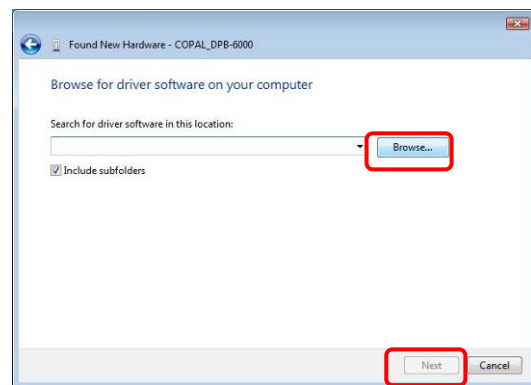 Found New Hardware - COPAL_DPB-6000
Browse for driver software on your computer
Search for driver software in this location:
Browse...
Include subfolders
Next
Cancel